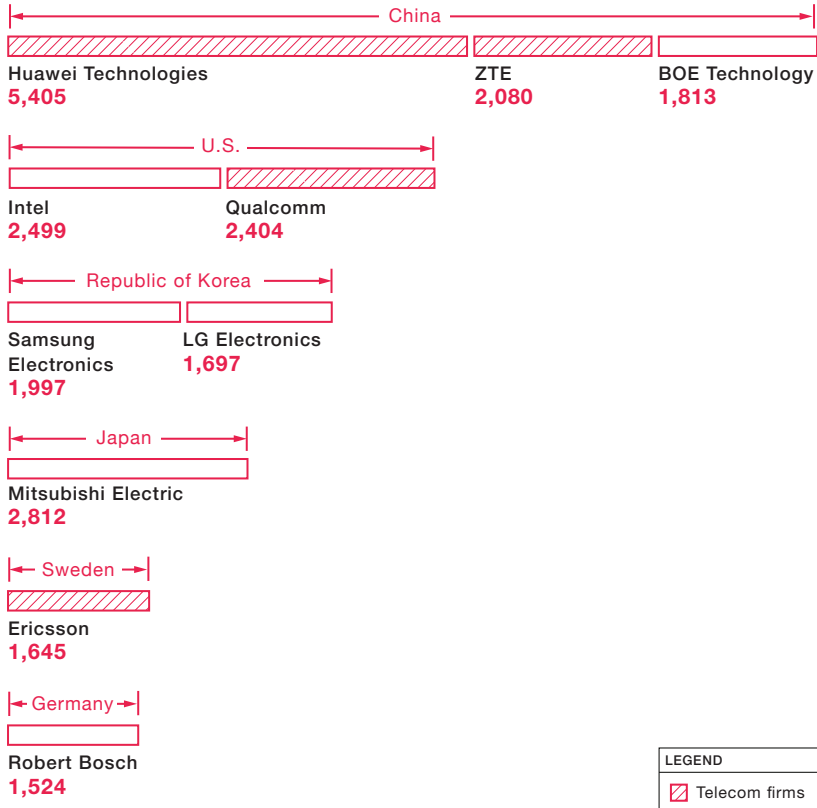 China
Huawei Technologies
5,405
ZTE
2,080
BOE Technology
1,813
U.S.
Intel
2,499
Qualcomm
2,404
Republic of Korea
Samsung
Electronics
1,997
LG Electronics
1,697
Japan
Mitsubishi Electric
2,812
Sweden
Ericsson
1,645
Germany
Robert Bosch
1,524
LEGEND
Telecom firms